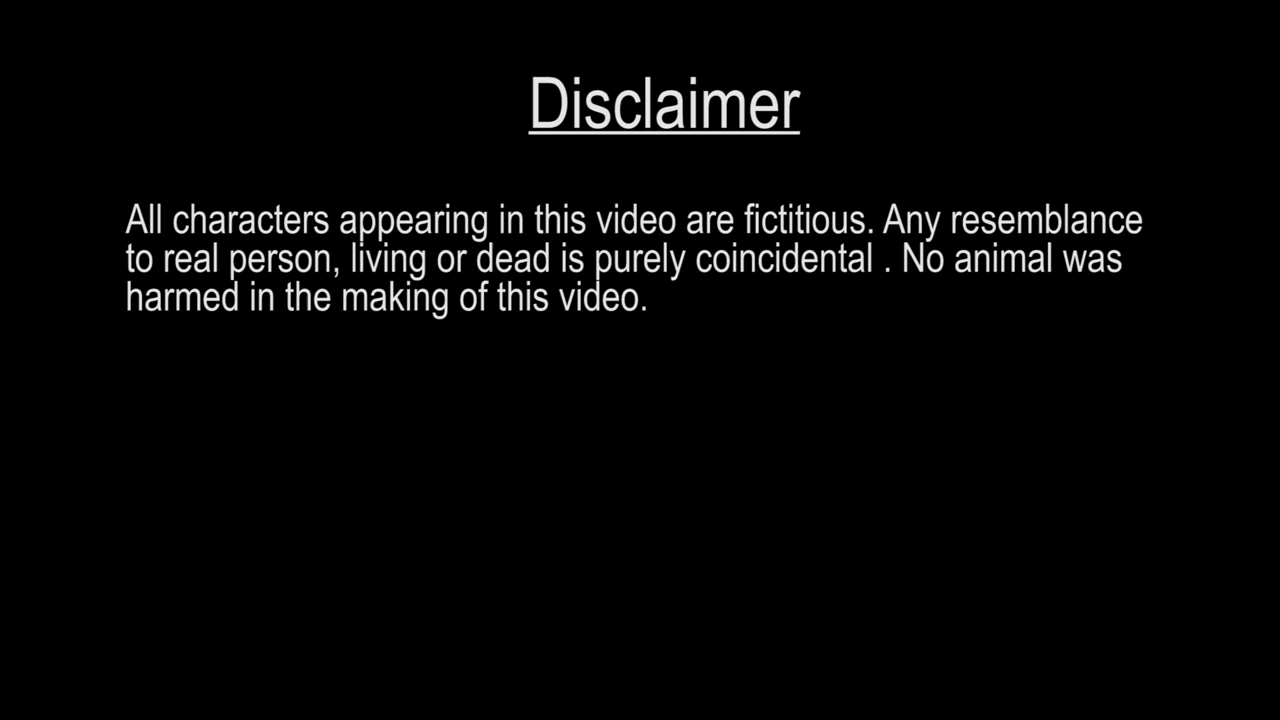 Disclaimer
All characters appearing in this video are fictitious. Any resemblance
to real person, living or dead is purely coincidental . No animal was
harmed in the making of this video.